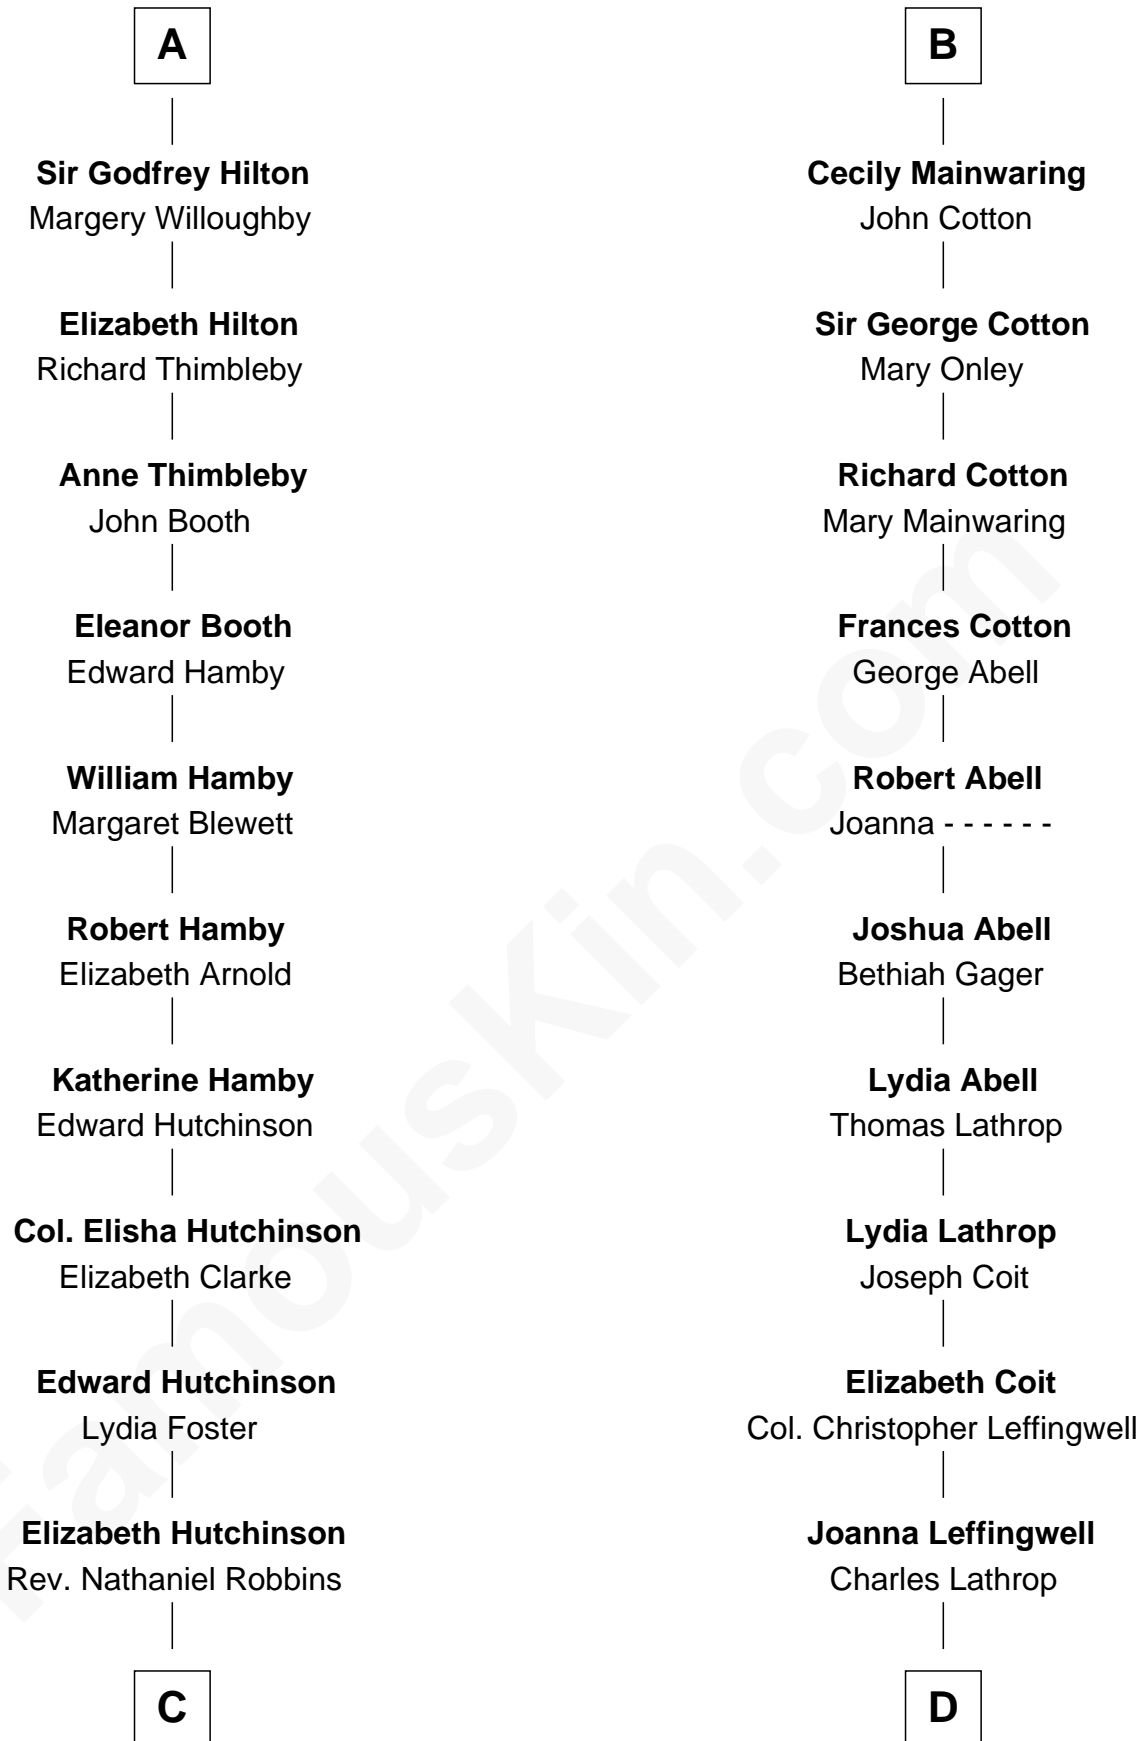 A
Sir Godfrey Hilton
Margery Willoughby
Elizabeth Hilton
Richard Thimbleby
Anne Thimbleby
John Booth
Eleanor Booth
Edward Hamby
William Hamby
Margaret Blewett
Robert Hamby
Elizabeth Arnold
Katherine Hamby
Edward Hutchinson
Col. Elisha Hutchinson
Elizabeth Clarke
Edward Hutchinson
Lydia Foster
Elizabeth Hutchinson
Rev. Nathaniel Robbins
C
B
Cecily Mainwaring
John Cotton
Sir George Cotton
Mary Onley
Richard Cotton
Mary Mainwaring
Frances Cotton
George Abell
Robert Abell
Joanna - - - - - -
Joshua Abell
Bethiah Gager
Lydia Abell
Thomas Lathrop
Lydia Lathrop
Joseph Coit
Elizabeth Coit
Col. Christopher Leffingwell
Joanna Leffingwell
Charles Lathrop
D
FamousKin.com